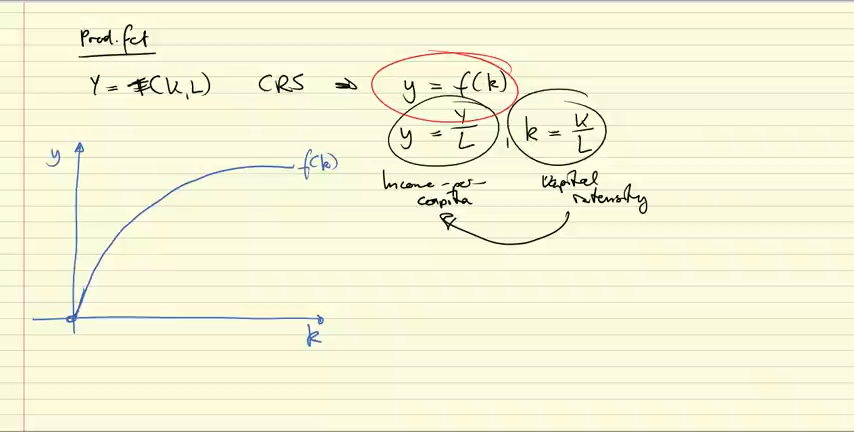 Prod. fct
Y = F(K,L) CRS ⇒ y = f(k)
y = Y/L , k = K/L
Income-per-capita
Kapital intensity
y
f(k)
k